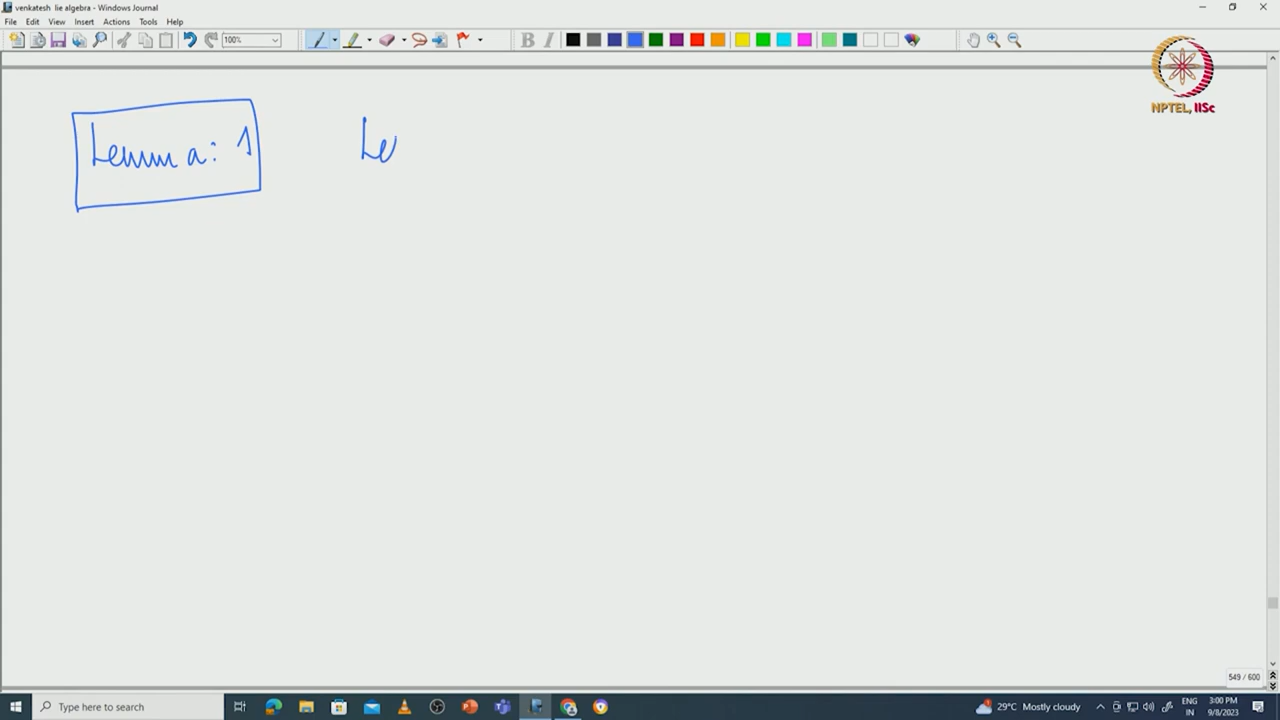 venkatesh lie algebra - Windows Journal
File Edit View Insert Actions Tools Help
100%
B I
NPTEL, IISc
Lemma: 1 Le
549 / 600
Type here to search
29°C Mostly cloudy
ENG
IN
3:00 PM
9/8/2023